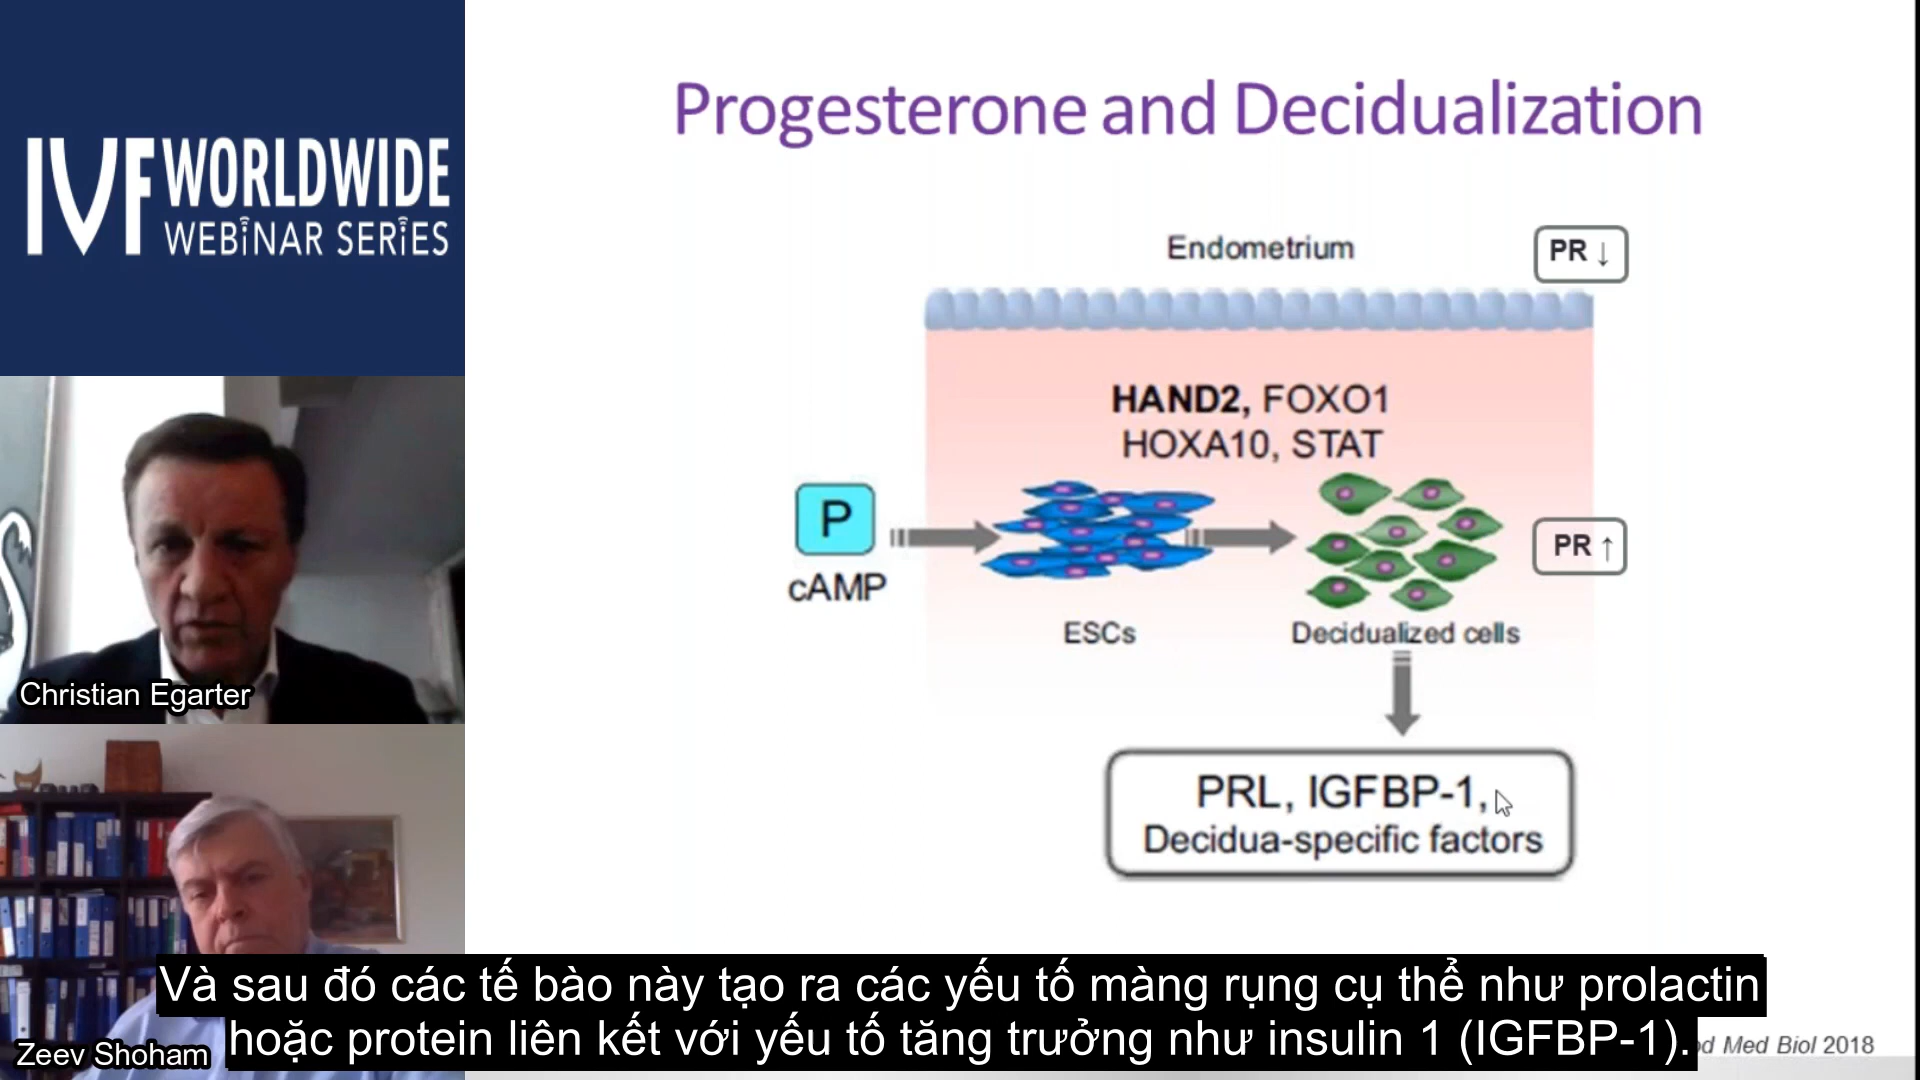 IVF WORLDWIDE
WEBINAR SERIES
Progesterone and Decidualization
Endometrium
PR ↓
HAND2, FOXO1
HOXA10, STAT
P
cAMP
ESCs
Decidualized cells
PR ↑
PRL, IGFBP-1,
Decidua-specific factors
Christian Egarter
Zeev Shoham
Và sau đó các tế bào này tạo ra các yếu tố màng rụng cụ thể như prolactin
hoặc protein liên kết với yếu tố tăng trưởng như insulin 1 (IGFBP-1).
Med Biol 2018